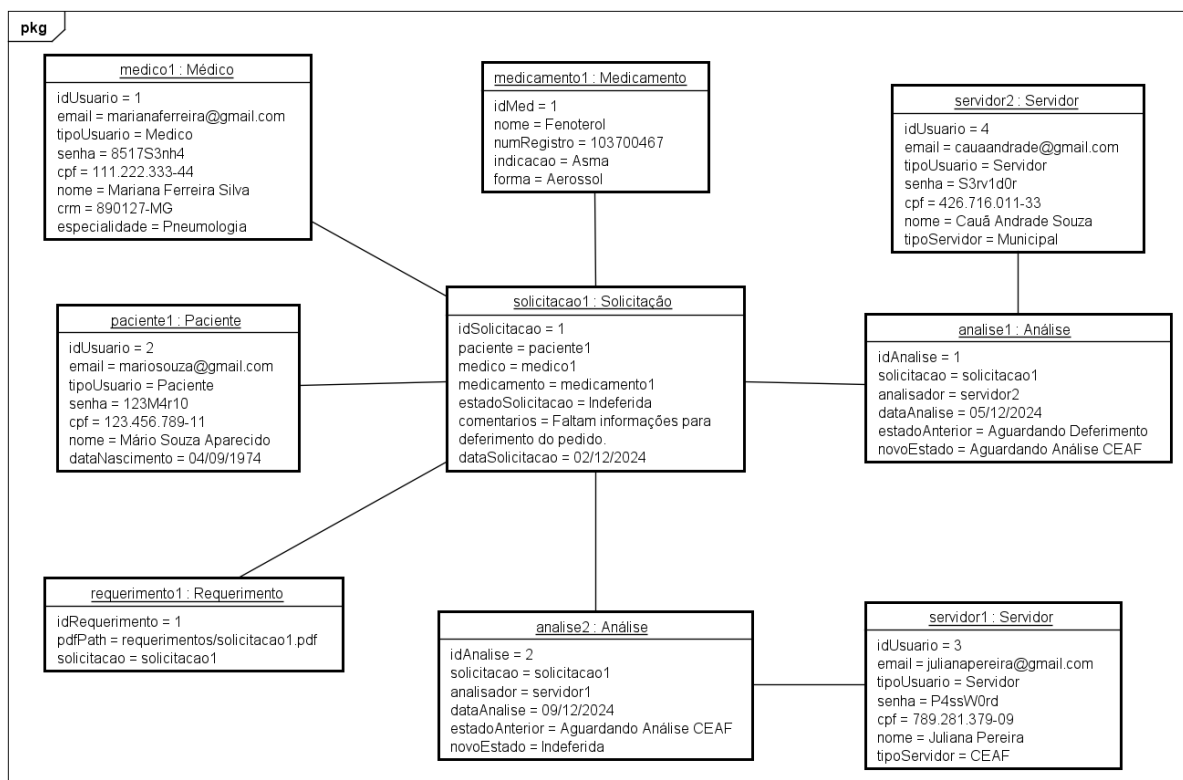 pkg
medico1 : Médico
idUsuario = 1
email = marianaferreira@gmail.com
tipoUsuario = Medico
senha = 8517S3nh4
cpf = 111.222.333-44
nome = Mariana Ferreira Silva
crm = 890127-MG
especialidade = Pneumologia
medicamento1 : Medicamento
idMed = 1
nome = Fenoterol
numRegistro = 103700467
indicacao = Asma
forma = Aerossol
servidor2 : Servidor
idUsuario = 4
email = cauaandrade@gmail.com
tipoUsuario = Servidor
senha = S3rv1d0r
cpf = 426.716.011-33
nome = Cauã Andrade Souza
tipoServidor = Municipal
paciente1 : Paciente
idUsuario = 2
email = mariosouza@gmail.com
tipoUsuario = Paciente
senha = 123M4r10
cpf = 123.456.789-11
nome = Mário Souza Aparecido
dataNascimento = 04/09/1974
solicitacao1 : Solicitação
idSolicitacao = 1
paciente = paciente1
medico = medico1
medicamento = medicamento1
estadoSolicitacao = Indeferida
comentarios = Faltam informações para
deferimento do pedido.
dataSolicitacao = 02/12/2024
analise1 : Análise
idAnalise = 1
solicitacao = solicitacao1
analisador = servidor2
dataAnalise = 05/12/2024
estadoAnterior = Aguardando Deferimento
novoEstado = Aguardando Análise CEAF
requerimento1 : Requerimento
idRequerimento = 1
pdfPath = requerimentos/solicitacao1.pdf
solicitacao = solicitacao1
analise2 : Análise
idAnalise = 2
solicitacao = solicitacao1
analisador = servidor1
dataAnalise = 09/12/2024
estadoAnterior = Aguardando Análise CEAF
novoEstado = Indeferida
servidor1 : Servidor
idUsuario = 3
email = julianapereira@gmail.com
tipoUsuario = Servidor
senha = P4ssW0rd
cpf = 789.281.379-09
nome = Juliana Pereira
tipoServidor = CEAF